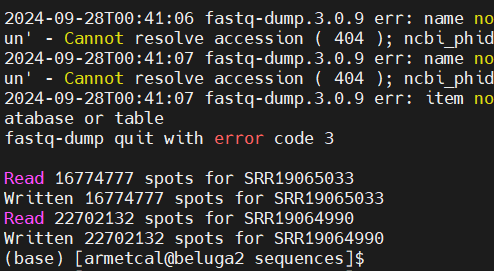 2024-09-28T00:41:06 fastq-dump.3.0.9 err: name no
un' - Cannot resolve accession ( 404 ); ncbi_phid
2024-09-28T00:41:07 fastq-dump.3.0.9 err: name no
un' - Cannot resolve accession ( 404 ); ncbi_phid
2024-09-28T00:41:07 fastq-dump.3.0.9 err: item no
atabase or table
fastq-dump quit with error code 3
Read 16774777 spots for SRR19065033
Written 16774777 spots for SRR19065033
Read 22702132 spots for SRR19064990
Written 22702132 spots for SRR19064990
(base) [armetcal@beluga2 sequences]$